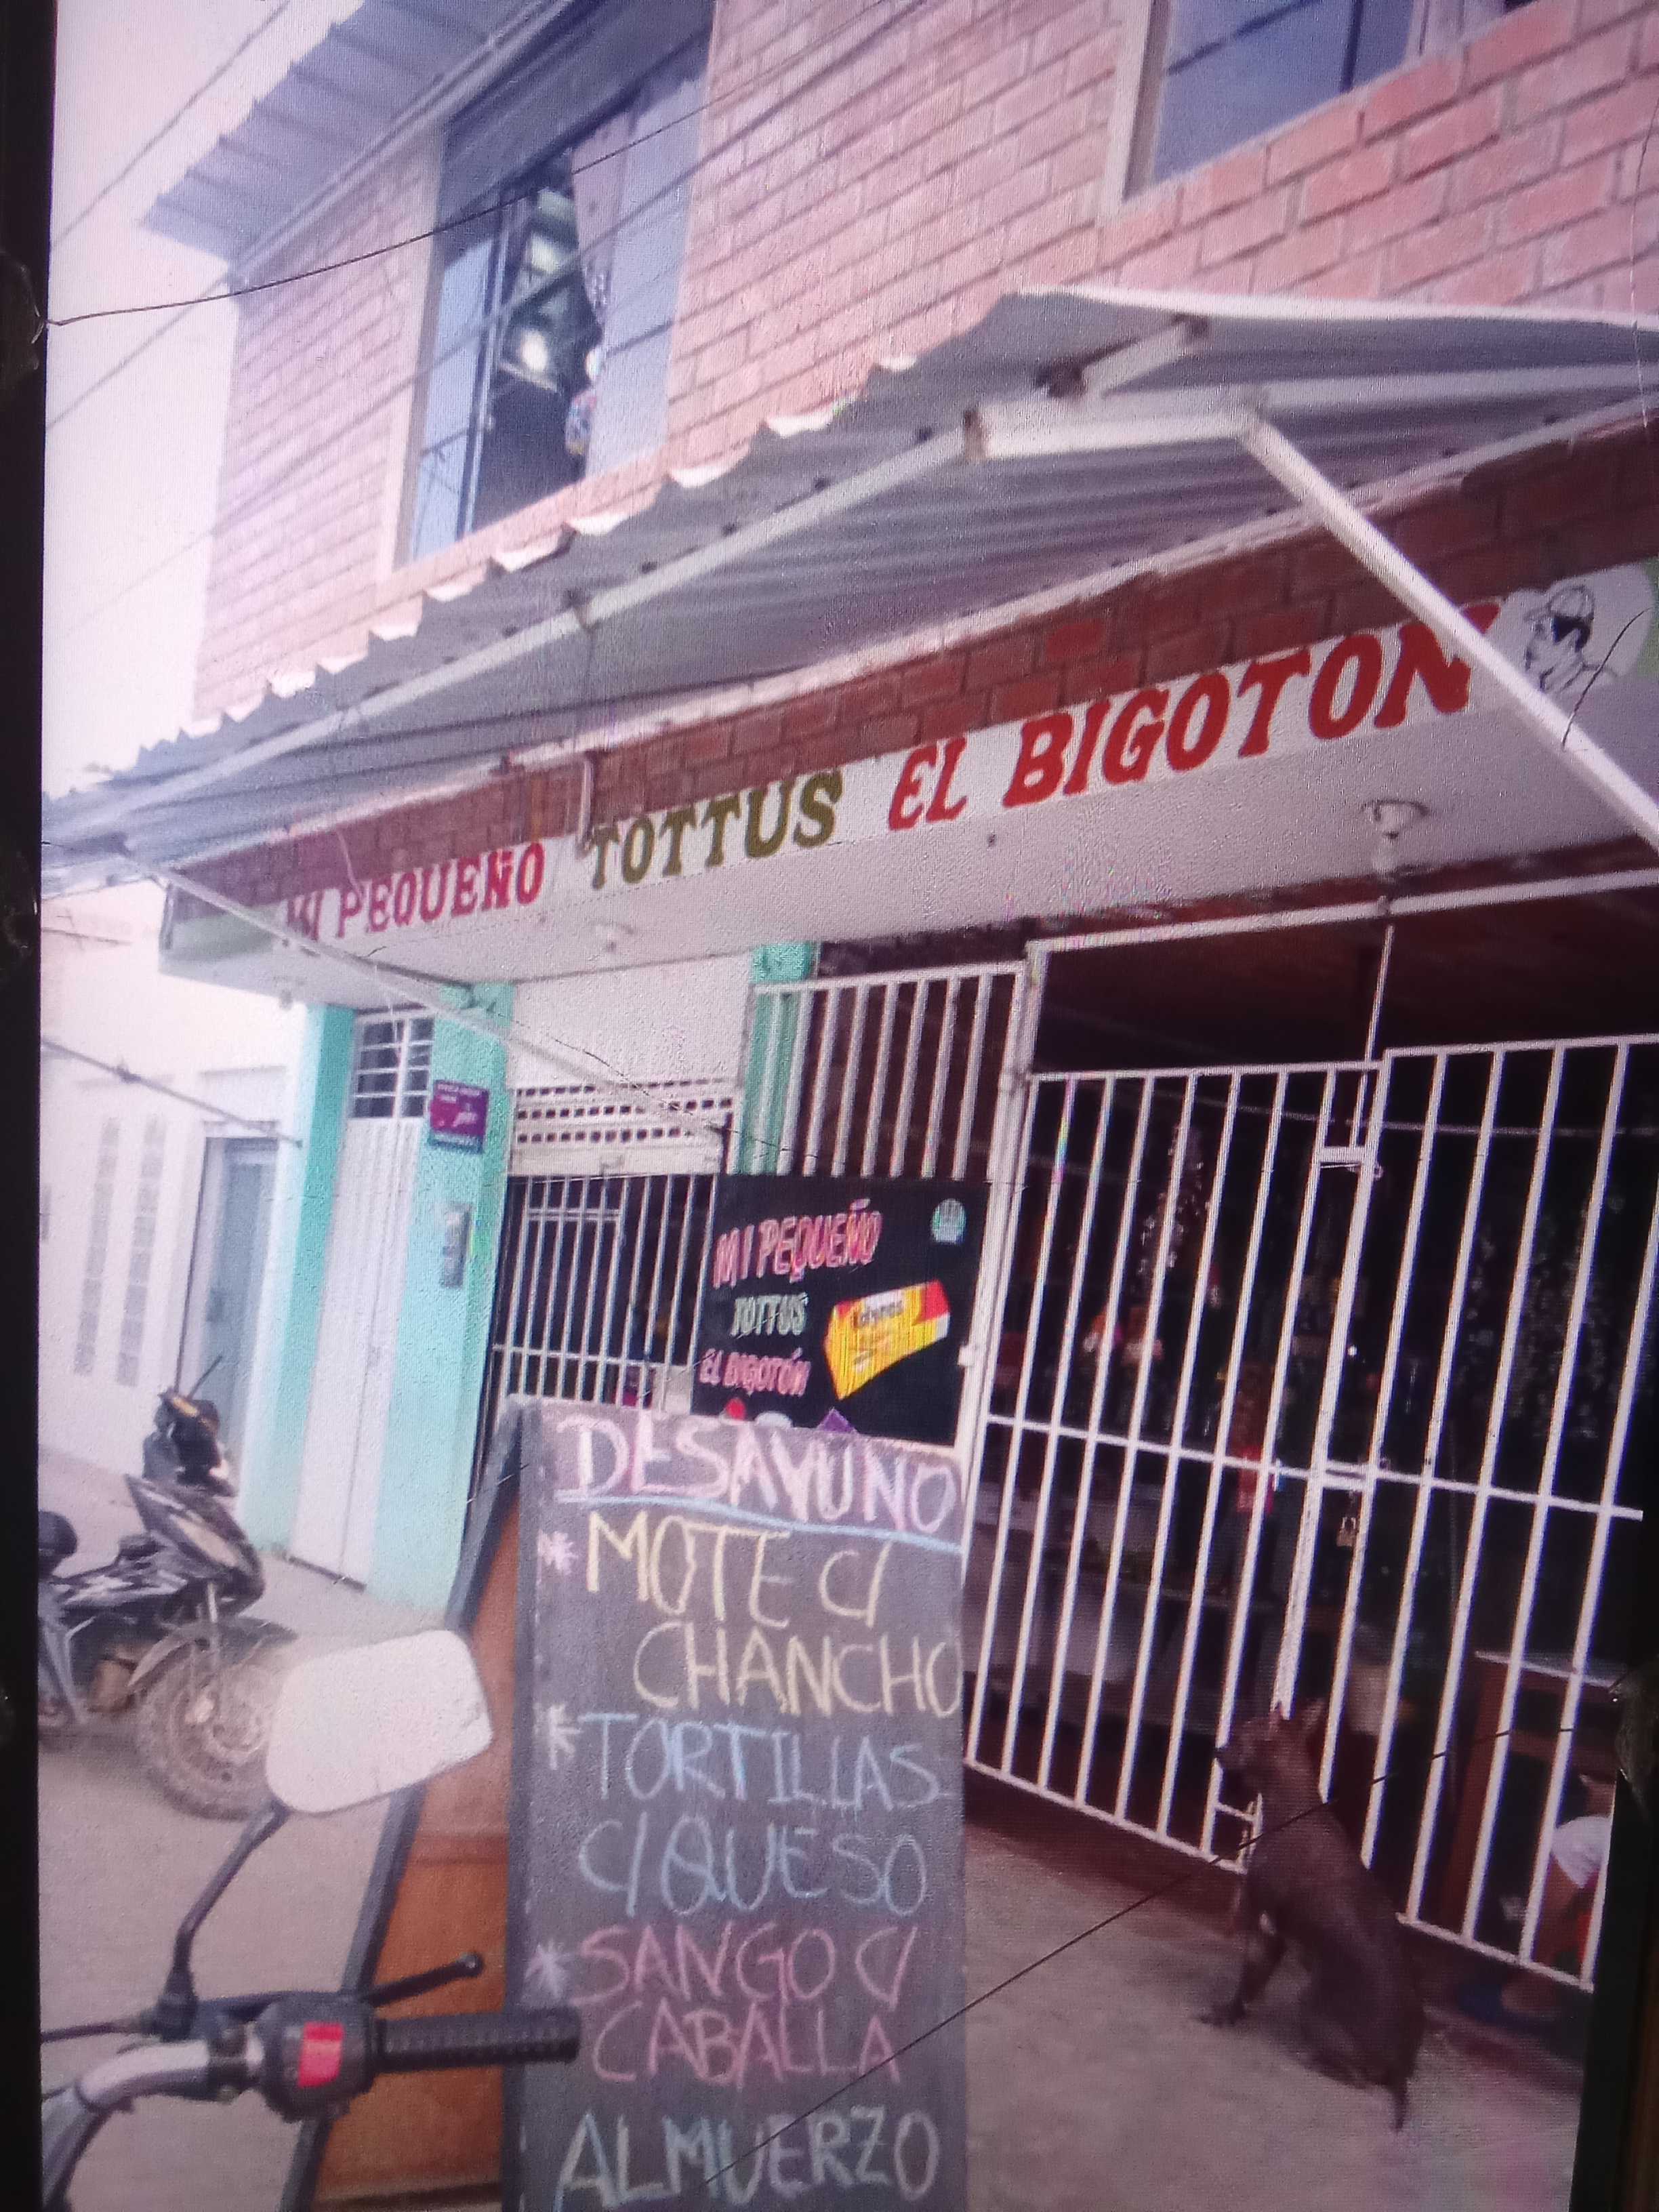 MI PEQUEÑO TOTTUS EL BIGOTON
MI PEQUEÑO
TOTTUS
EL BIGOTÓN
DESAYUNO
* MOTE C/
CHANCHO
* TORTILLAS
C/QUESO
* SANGO C/
CABALLA
ALMUERZO